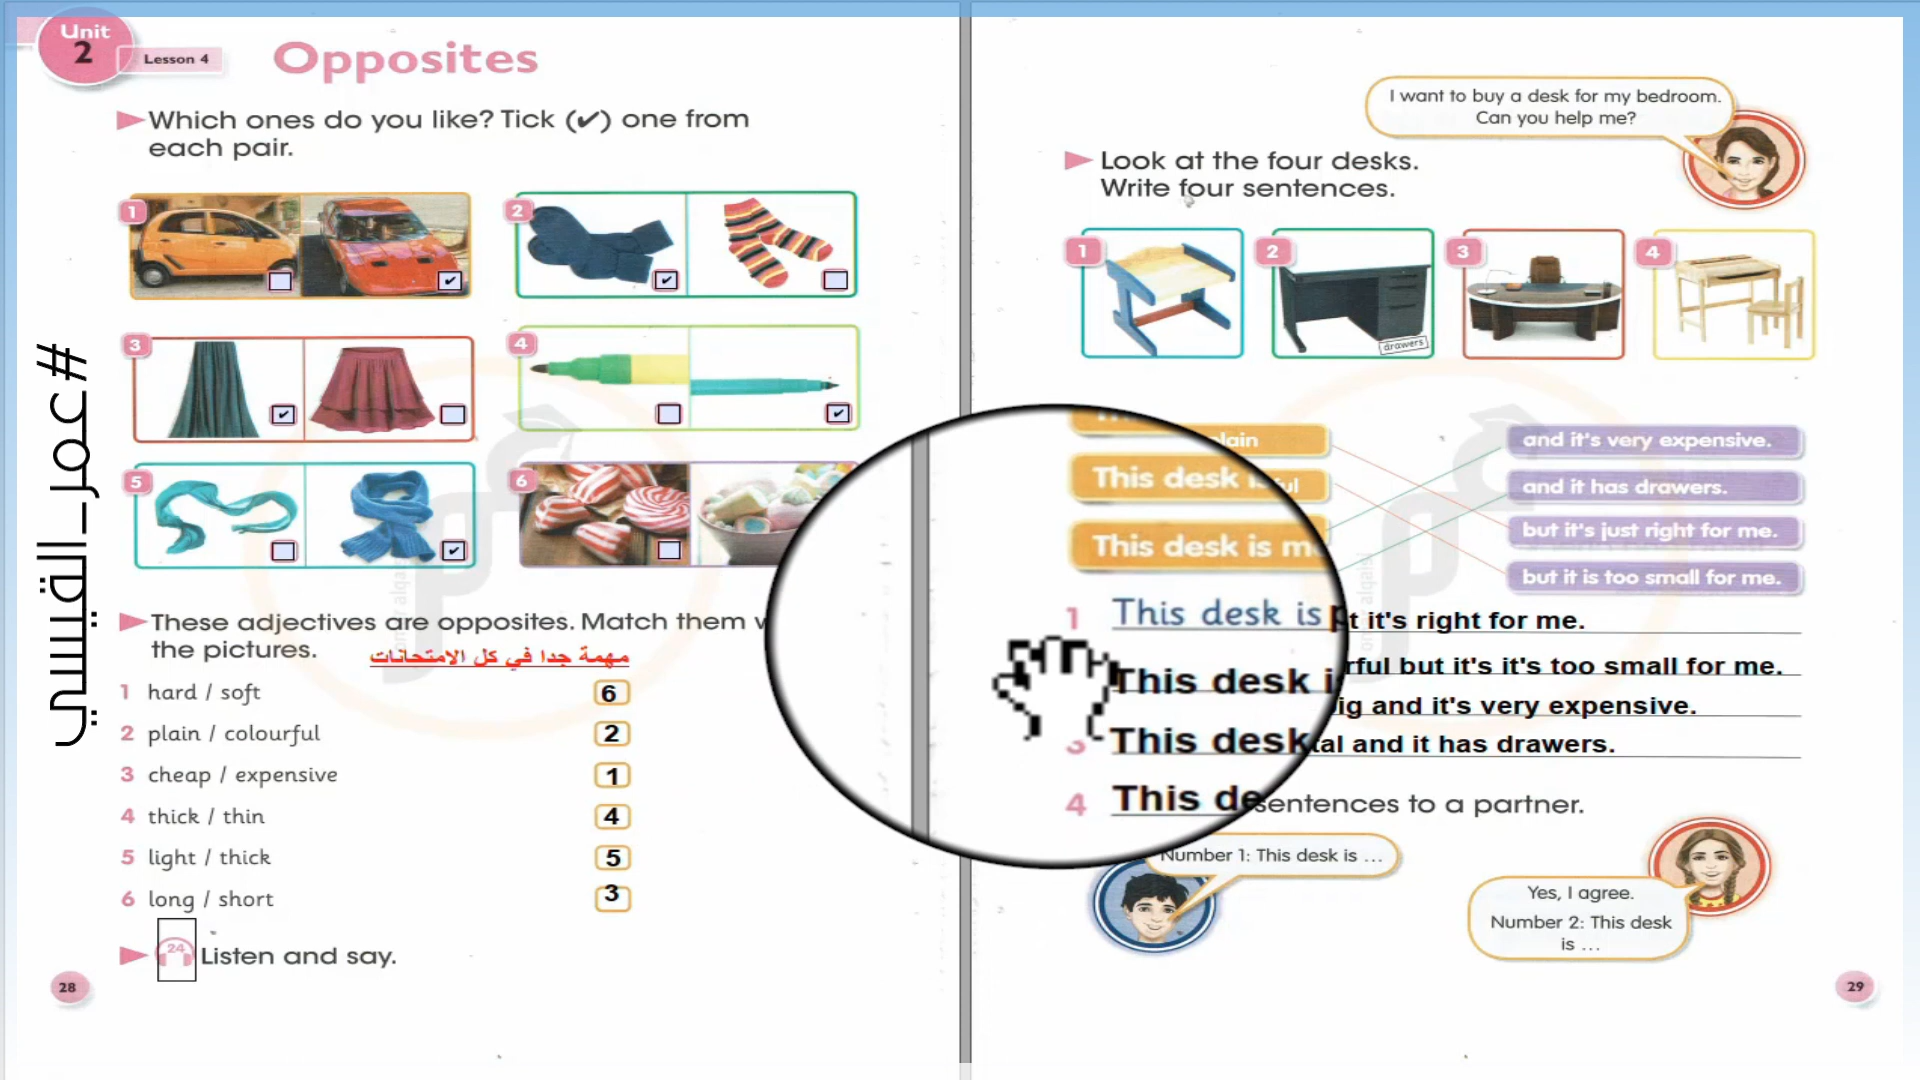 Unit
2
Lesson 4
Opposites
Which ones do you like? Tick (✔) one from
each pair.
1
2
3
4
5
6
These adjectives are opposites. Match them
the pictures.
مهمة جدا في كل الامتحانات
1 hard / soft 6
2 plain / colourful 2
3 cheap / expensive 1
4 thick / thin 4
5 light / thick 5
6 long / short 3
24 Listen and say.
28
#عمر_القيسي
I want to buy a desk for my bedroom.
Can you help me?
Look at the four desks.
Write four sentences.
1
2
3
4
drawers
This desk
This desk is
and it's very expensive.
and it has drawers.
but it's just right for me.
but it is too small for me.
1 This desk is
it's right for me.
This desk
but it's it's too small for me.
3 This desk
and it's very expensive.
4 This
and it has drawers.
sentences to a partner.
Number 1: This desk is ...
Yes, I agree.
Number 2: This desk
is ...
29